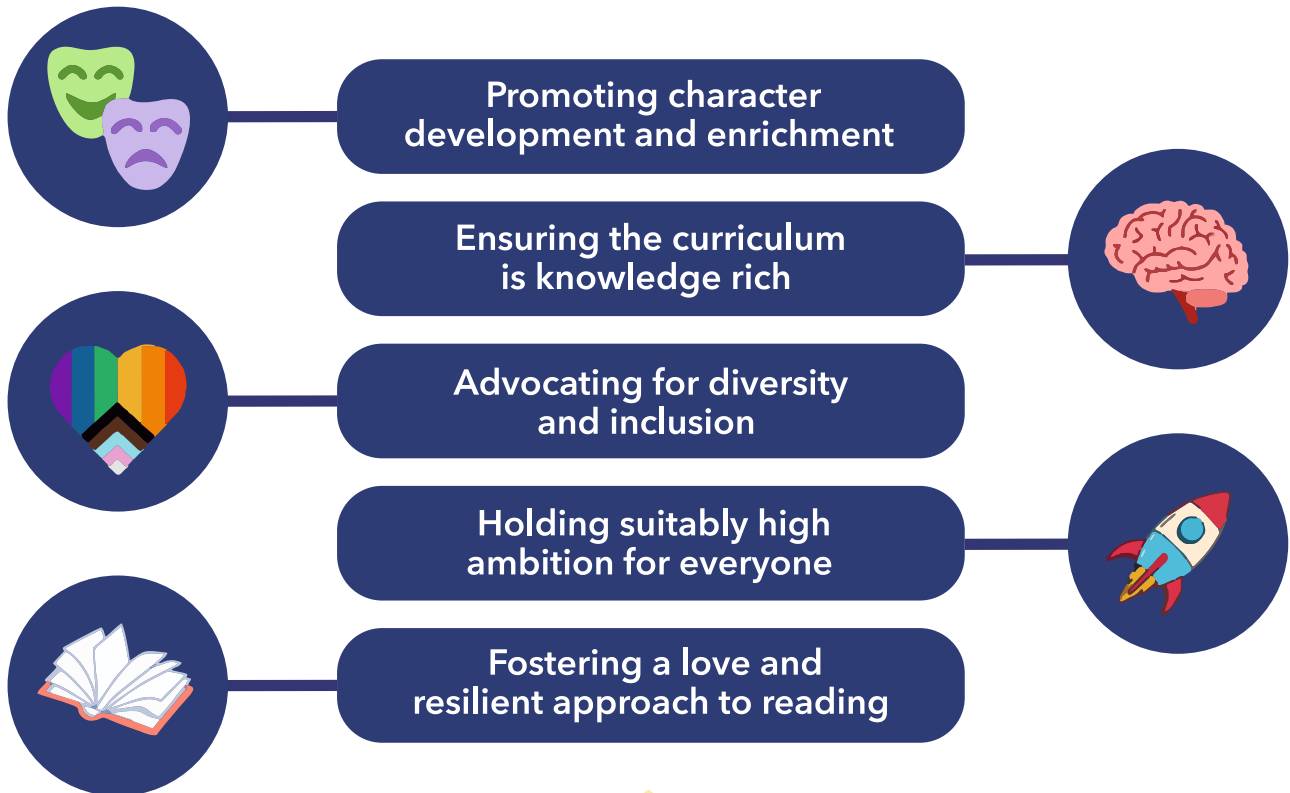 Promoting character
development and enrichment
Ensuring the curriculum
is knowledge rich
Advocating for diversity
and inclusion
Holding suitably high
ambition for everyone
Fostering a love and
resilient approach to reading